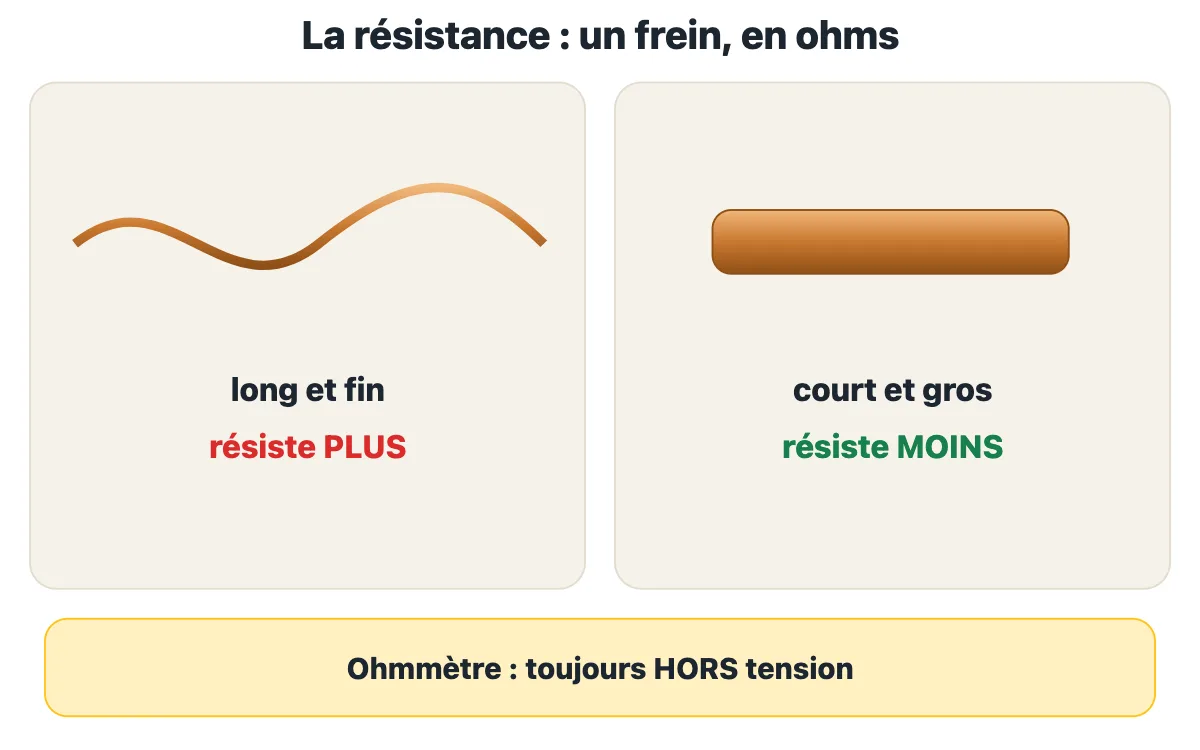 La résistance : un frein, en ohms
long et fin
résiste PLUS
court et gros
résiste MOINS
Ohmmètre : toujours HORS tension